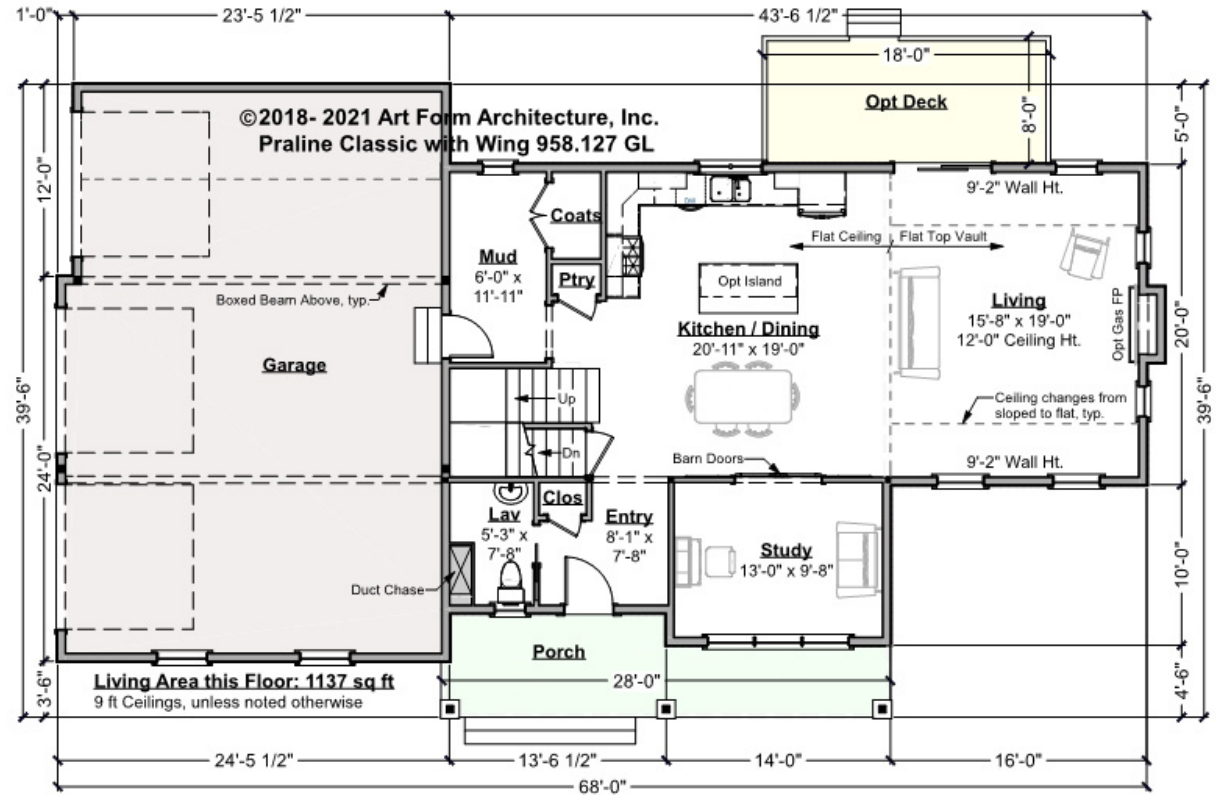 1'-0"
23'-5 1/2"
43'-6 1/2"
18'-0"
Opt Deck
8'-0"
5'-0"
©2018- 2021 Art Form Architecture, Inc.
Praline Classic with Wing 958.127 GL
12'-0"
9'-2" Wall Ht.
Coats
Flat Ceiling
Flat Top Vault
Mud
6'-0" x
11'-11"
Ptry
Opt Island
Boxed Beam Above, typ.
Living
15'-8" x 19'-0"
12'-0" Ceiling Ht.
Opt Gas FP
20'-0"
Kitchen / Dining
20'-11" x 19'-0"
Garage
39'-6"
39'-6"
Up
Ceiling changes from
sloped to flat, typ.
Dn
Barn Doors
9'-2" Wall Ht.
24'-0"
Clos
Lav
5'-3" x
7'-8"
Entry
8'-1" x
7'-8"
Study
13'-0" x 9'-8"
Duct Chase
10'-0"
Porch
28'-0"
Living Area this Floor: 1137 sq ft
9 ft Ceilings, unless noted otherwise
3'-6"
4'-6"
24'-5 1/2"
13'-6 1/2"
14'-0"
16'-0"
68'-0"